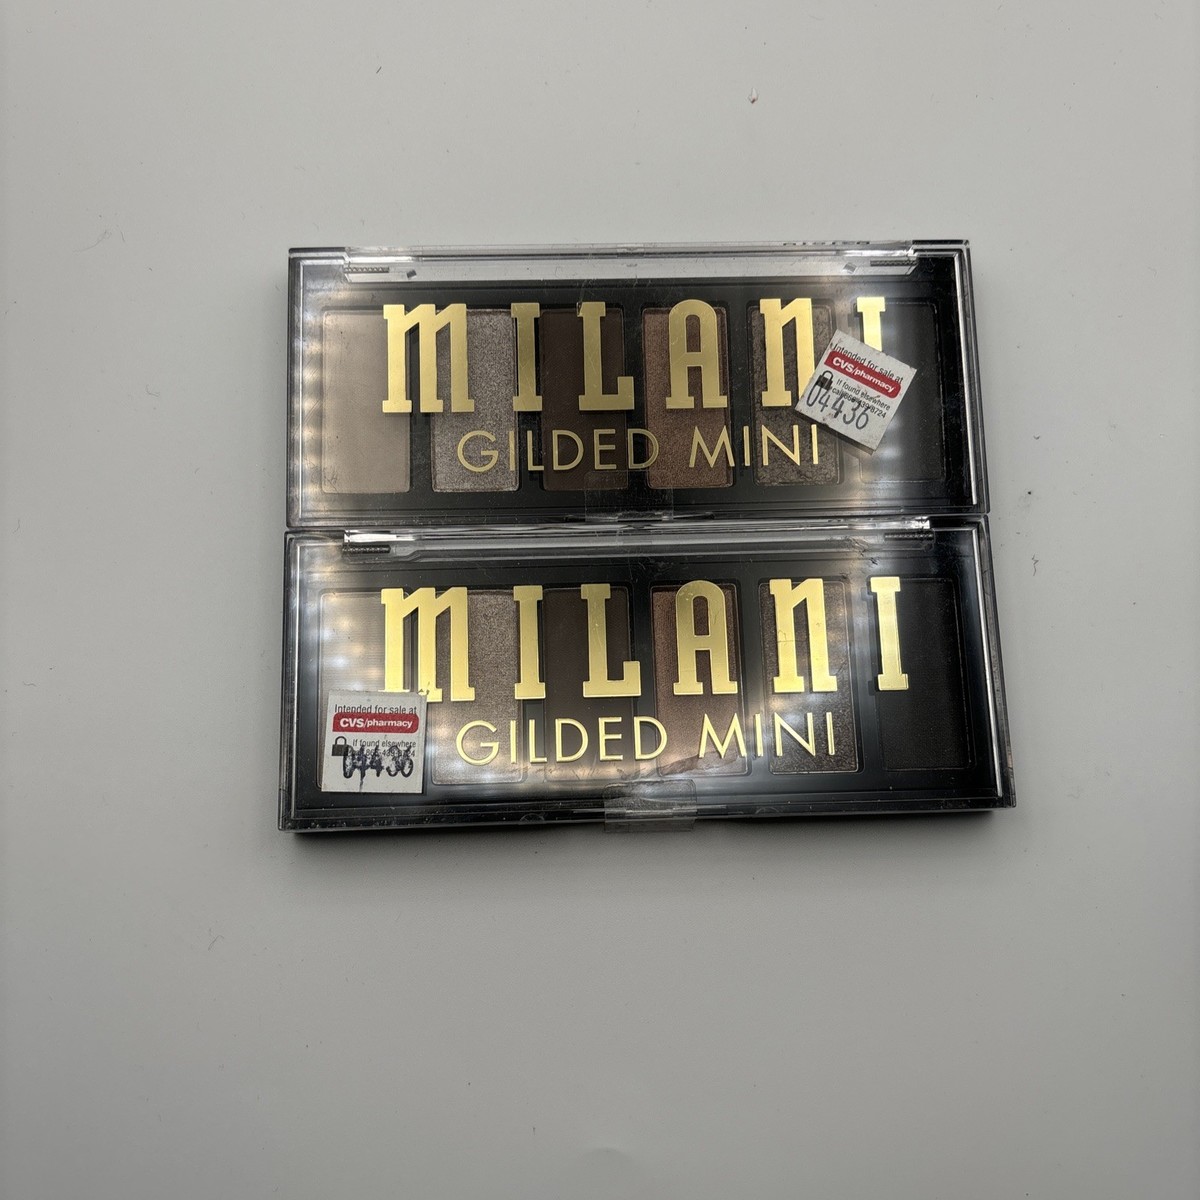 MILANI
GILDED MINI
Intended for sale at
CVS/pharmacy
If found elsewhere
04436
MILANI
GILDED MINI
Intended for sale at
CVS/pharmacy
If found elsewhere
04436